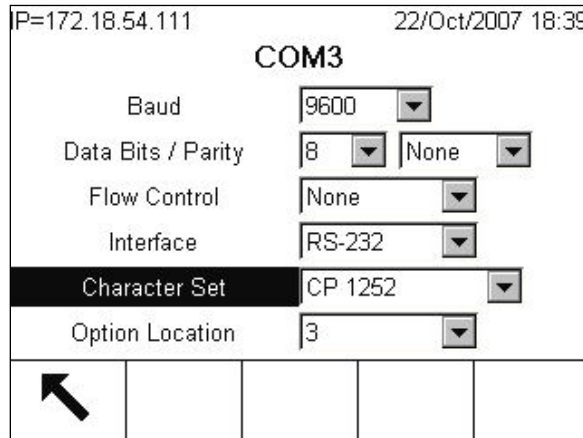 IP=172.18.54.111 22/Oct/2007 18:39
COM3
Baud 9600
Data Bits / Parity 8 None
Flow Control None
Interface RS-232
Character Set CP 1252
Option Location 3